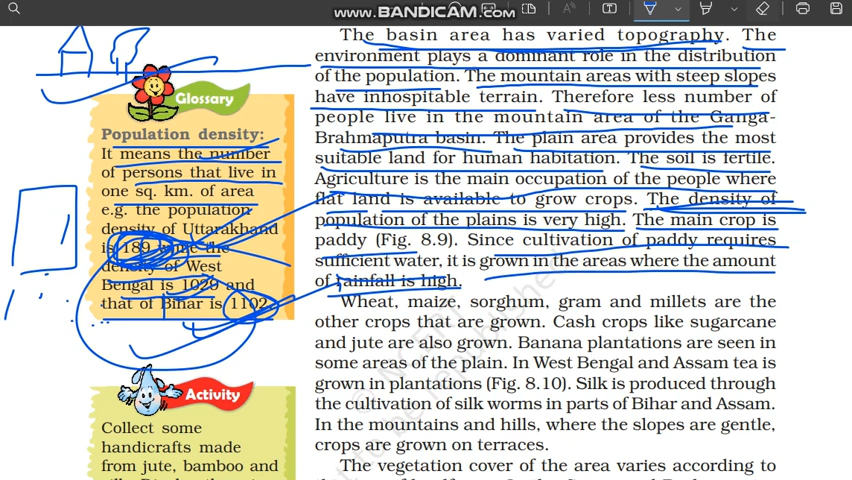 www.BANDICAM.com
The basin area has varied topography. The
environment plays a dominant role in the distribution
of the population. The mountain areas with steep slopes
have inhospitable terrain. Therefore less number of
people live in the mountain area of the Ganga-
Brahmaputra basin. The plain area provides the most
suitable land for human habitation. The soil is fertile.
Agriculture is the main occupation of the people where
flat land is available to grow crops. The density of
population of the plains is very high. The main crop is
paddy (Fig. 8.9). Since cultivation of paddy requires
sufficient water, it is grown in the areas where the amount
of rainfall is high.
Wheat, maize, sorghum, gram and millets are the
other crops that are grown. Cash crops like sugarcane
and jute are also grown. Banana plantations are seen in
some areas of the plain. In West Bengal and Assam tea is
grown in plantations (Fig. 8.10). Silk is produced through
the cultivation of silk worms in parts of Bihar and Assam.
In the mountains and hills, where the slopes are gentle,
crops are grown on terraces.
The vegetation cover of the area varies according to
Glossary
Population density:
It means the number
of persons that live in
one sq. km. of area
e.g. the population
density of Uttarakhand
is 189 while the
density of West
Bengal is 1029 and
that of Bihar is 1102.
Activity
Collect some
handicrafts made
from jute, bamboo and